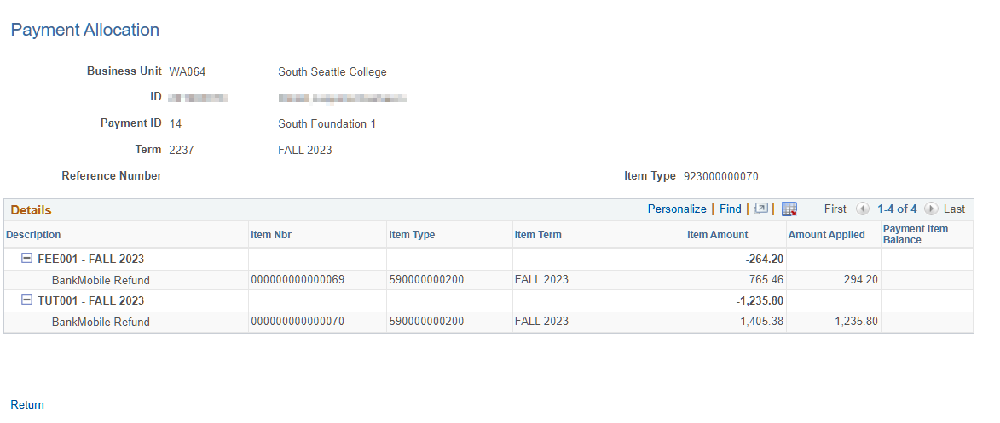 Payment Allocation
Business Unit WA064 South Seattle College
ID
Payment ID 14 South Foundation 1
Term 2237 FALL 2023
Reference Number Item Type 923000000070
Details Personalize | Find | | First 1-4 of 4 Last
Description Item Nbr Item Type Item Term Item Amount Amount Applied Payment Item Balance
FEE001 - FALL 2023 -264.20
BankMobile Refund 000000000000069 590000000200 FALL 2023 765.46 294.20
TUT001 - FALL 2023 -1,235.80
BankMobile Refund 000000000000070 590000000200 FALL 2023 1,405.38 1,235.80
Return